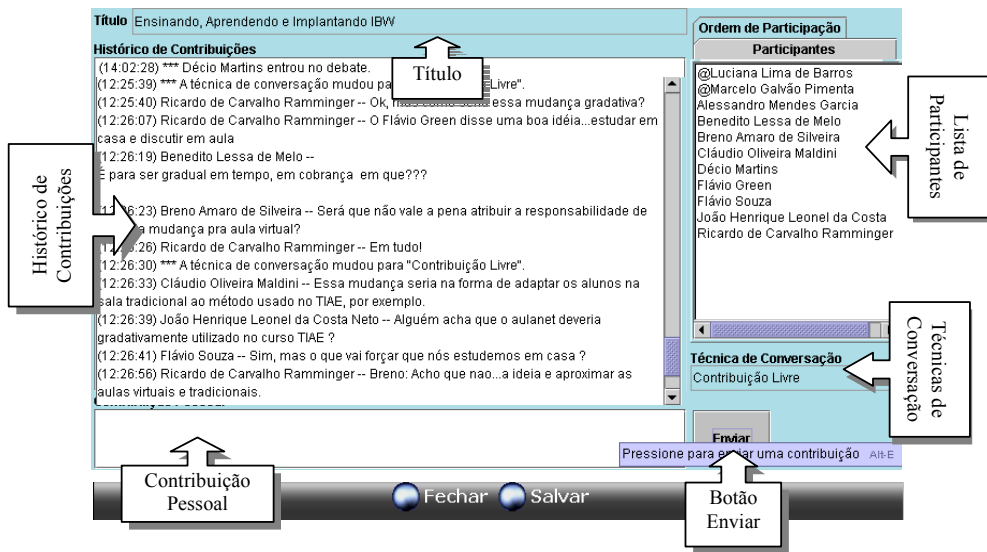 Título Ensinando, Aprendendo e Implantando IBW
Título
Histórico de Contribuições
(14:02:28) *** Décio Martins entrou no debate.
(12:25:39) *** A técnica de conversação mudou pa Livre".
(12:25:40) Ricardo de Carvalho Ramminger -- Ok, essa mudança gradativa?
(12:26:07) Ricardo de Carvalho Ramminger -- O Flávio Green disse uma boa idéia...estudar em
casa e discutir em aula
(12:26:19) Benedito Lessa de Melo --
É para ser gradual em tempo, em cobrança em que???
6:23) Breno Amaro de Silveira -- Será que não vale a pena atribuir a responsabilidade de
a mudança pra aula virtual?
(12:26:26) Ricardo de Carvalho Ramminger -- Em tudo!
(12:26:30) *** A técnica de conversação mudou para "Contribuição Livre".
(12:26:33) Cláudio Oliveira Maldini -- Essa mudança seria na forma de adaptar os alunos na
sala tradicional ao método usado no TIAE, por exemplo.
(12:26:39) João Henrique Leonel da Costa Neto -- Alguém acha que o aulanet deveria
gradativamente utilizado no curso TIAE ?
(12:26:41) Flávio Souza -- Sim, mas o que vai forçar que nós estudemos em casa ?
(12:26:56) Ricardo de Carvalho Ramminger -- Breno: Acho que nao...a ideia e aproximar as
aulas virtuais e tradicionais.
Histórico de
Contribuições
Ordem de Participação
Participantes
@Luciana Lima de Barros
@Marcelo Galvão Pimenta
Alessandro Mendes Garcia
Benedito Lessa de Melo
Breno Amaro de Silveira
Cláudio Oliveira Maldini
Décio Martins
Flávio Green
Flávio Souza
João Henrique Leonel da Costa
Ricardo de Carvalho Ramminger
Lista de
Participantes
Técnica de Conversação
Contribuição Livre
Técnicas de
Conversação
Enviar
Pressione para enviar uma contribuição Alt-E
Contribuição
Pessoal
Fechar Salvar
Botão
Enviar